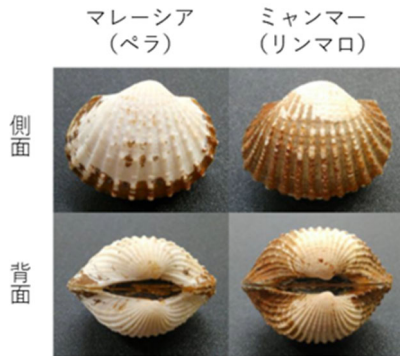 マレーシア
（ペラ）
ミャンマー
（リンマロ）
側面
背面